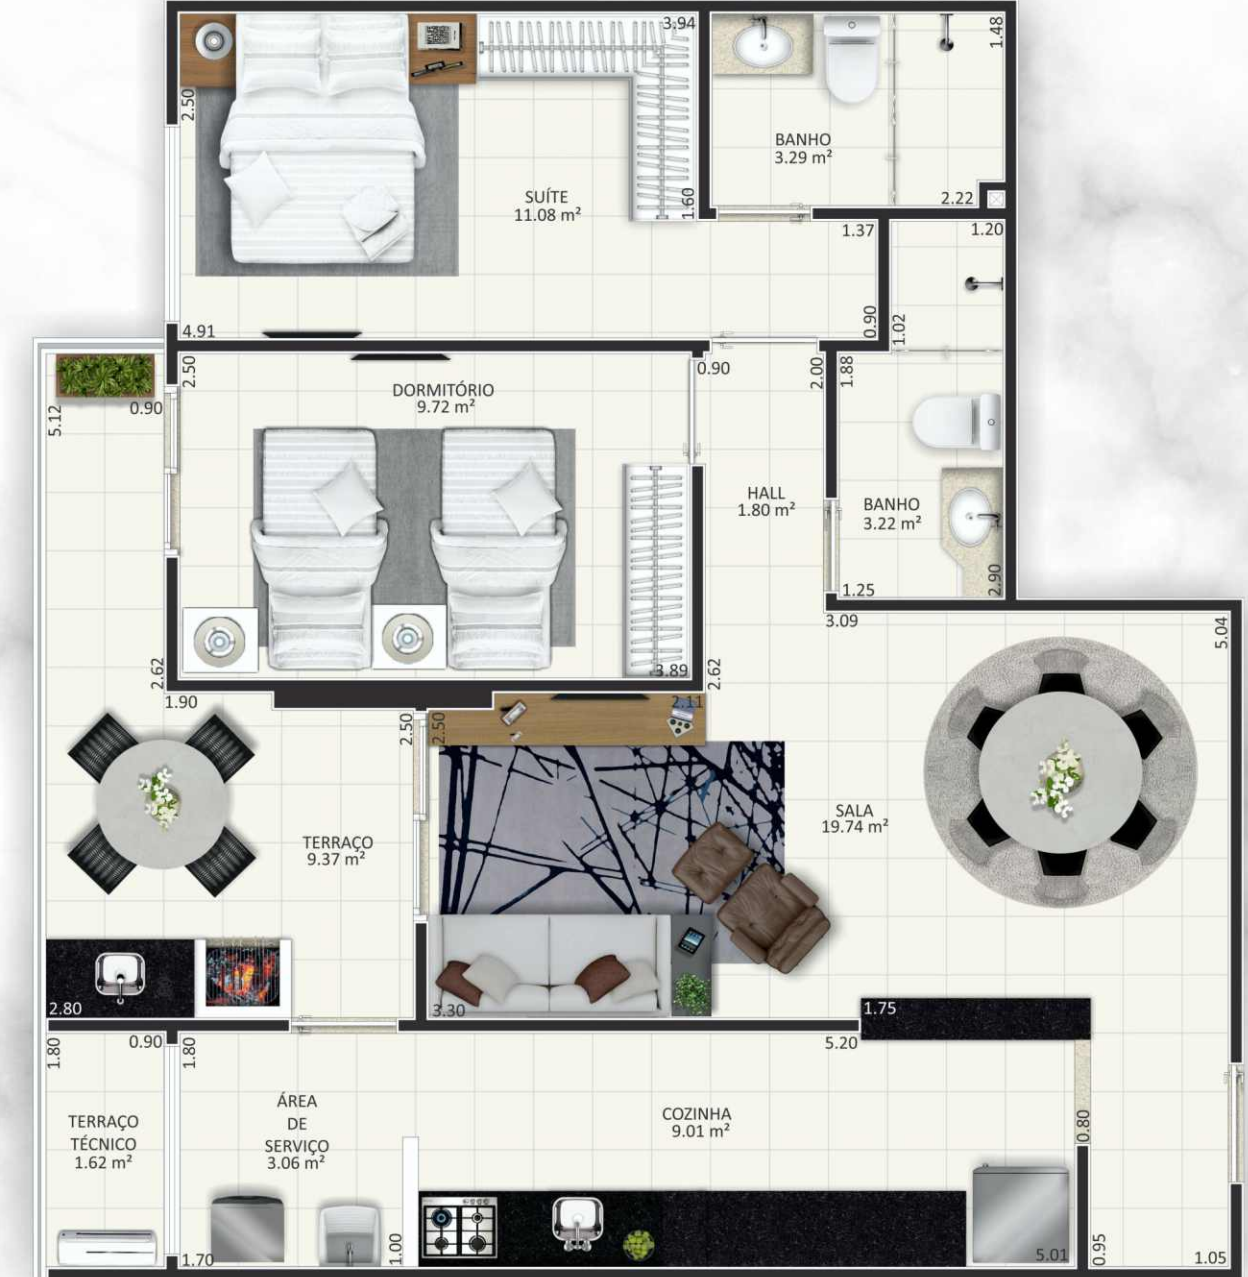 3.94
1.48
2.50
BANHO
3.29 m²
SUÍTE
11.08 m²
1.60
2.22
1.37
1.20
4.91
0.90
1.02
2.50
0.90
2.00
1.88
DORMITÓRIO
9.72 m²
5.12
0.90
HALL
1.80 m²
BANHO
3.22 m²
1.25
2.90
3.09
5.04
2.62
3.89
2.62
1.90
2.11
2.50
2.50
SALA
19.74 m²
TERRAÇO
9.37 m²
2.80
3.30
1.75
1.80
0.90
1.80
5.20
ÁREA
DE
SERVIÇO
3.06 m²
TERRAÇO
TÉCNICO
1.62 m²
COZINHA
9.01 m²
0.80
1.70
1.00
5.01
0.95
1.05